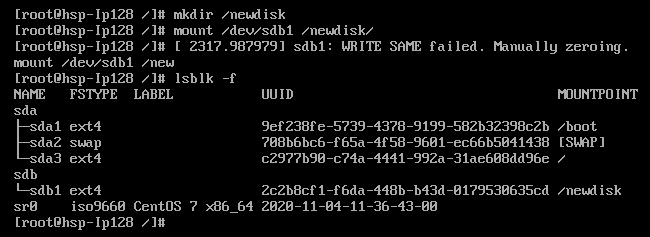 [root@hsp-Ip128 /]# mkdir /newdisk
[root@hsp-Ip128 /]# mount /dev/sdb1 /newdisk/
[root@hsp-Ip128 /]# [ 2317.987979] sdb1: WRITE SAME failed. Manually zeroing.
mount /dev/sdb1 /new
[root@hsp-Ip128 /]# lsblk -f
NAME   FSTYPE  LABEL           UUID                                 MOUNTPOINT
sda
├─sda1 ext4                    9ef238fe-5739-4378-9199-582b32398c2b /boot
├─sda2 swap                    708b6bc6-f65a-4f58-9601-ec66b5041438 [SWAP]
└─sda3 ext4                    c2977b90-c74a-4441-992a-31ae608dd96e /
sdb
└─sdb1 ext4                    2c2b8cf1-f6da-448b-b43d-0179530635cd /newdisk
sr0    iso9660 CentOS 7 x86_64 2020-11-04-11-36-43-00
[root@hsp-Ip128 /]#